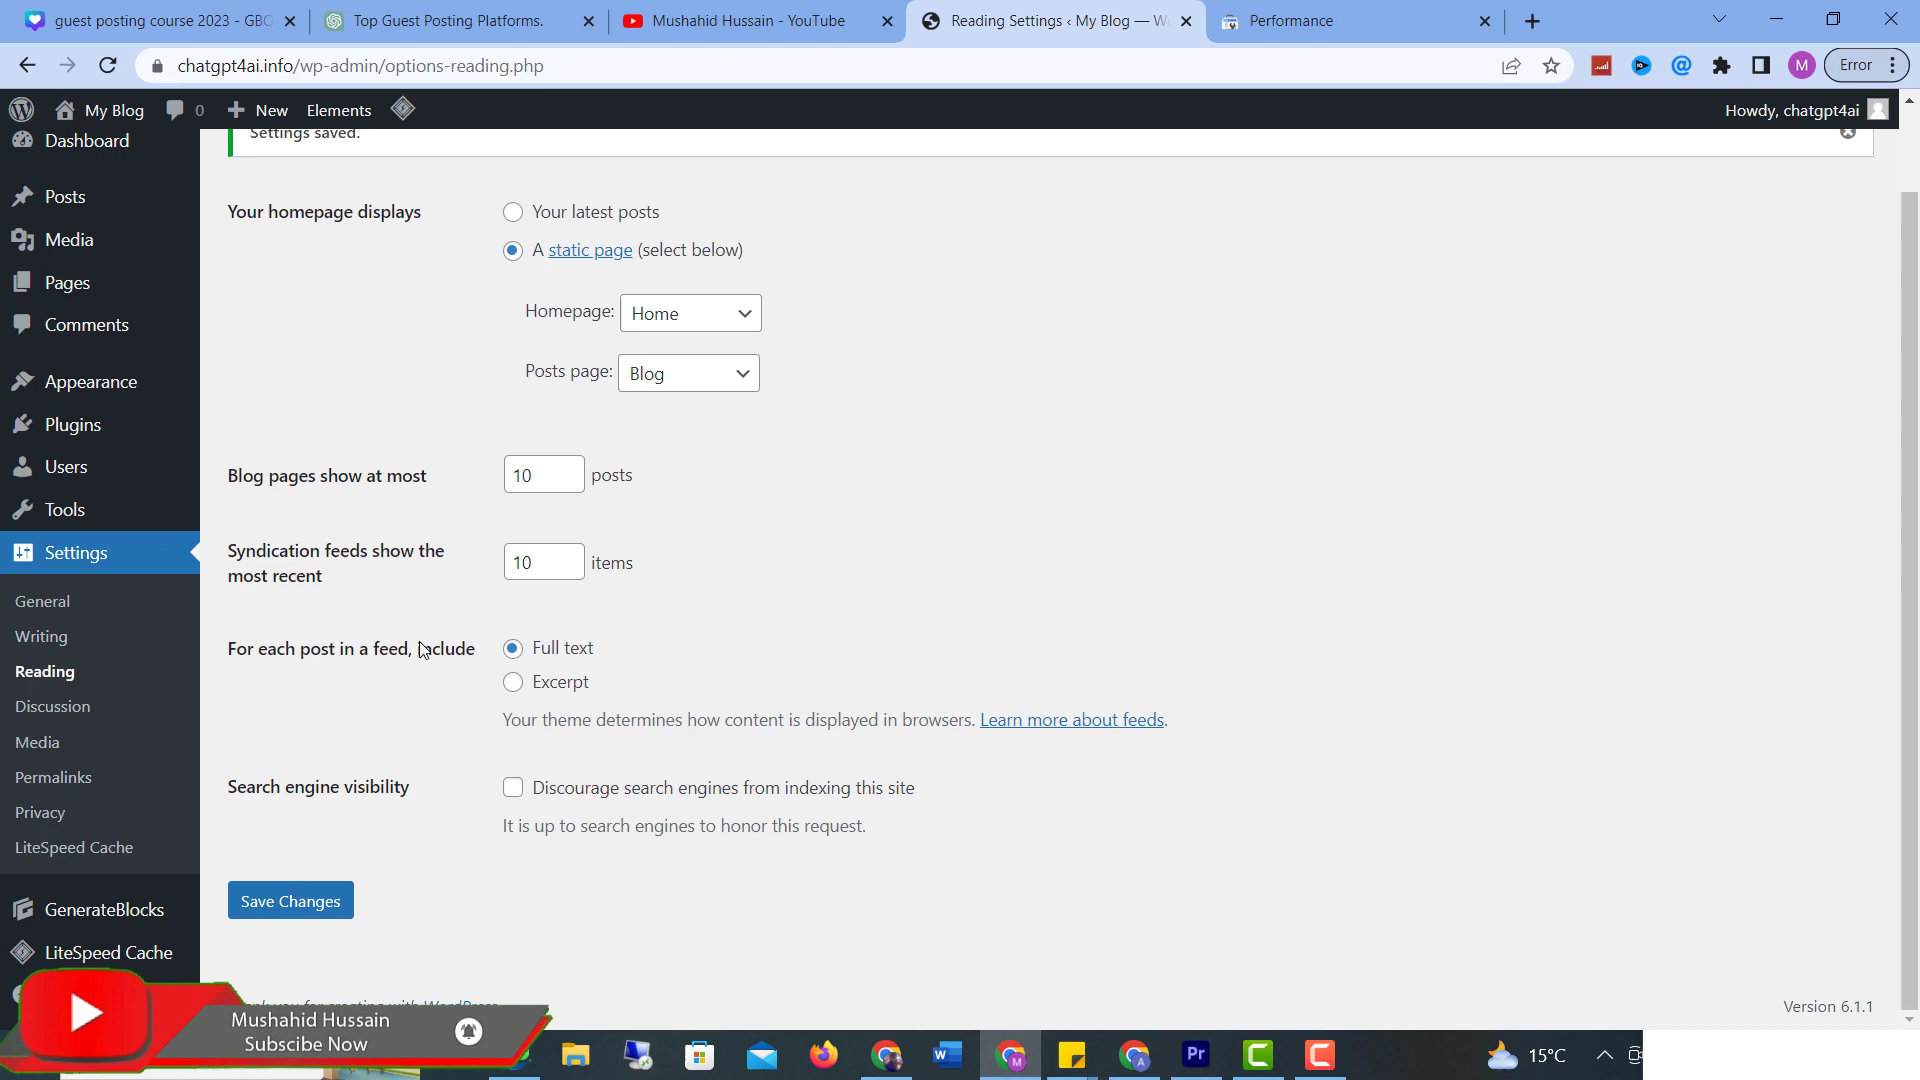 guest posting course 2023 - GBO
Top Guest Posting Platforms.
Mushahid Hussain - YouTube
Reading Settings ‹ My Blog — W
Performance
chatgpt4ai.info/wp-admin/options-reading.php
M
Error
My Blog
0
New
Elements
Howdy, chatgpt4ai
Dashboard
Posts
Media
Pages
Comments
Appearance
Plugins
Users
Tools
Settings
General
Writing
Reading
Discussion
Media
Permalinks
Privacy
LiteSpeed Cache
GenerateBlocks
LiteSpeed Cache
Settings saved.
Your homepage displays
Your latest posts
A static page (select below)
Homepage: Home
Posts page: Blog
Blog pages show at most
10 posts
Syndication feeds show the
most recent
10 items
For each post in a feed, include
Full text
Excerpt
Your theme determines how content is displayed in browsers. Learn more about feeds.
Search engine visibility
Discourage search engines from indexing this site
It is up to search engines to honor this request.
Save Changes
Version 6.1.1
Mushahid Hussain
Subscibe Now
Pr
15°C